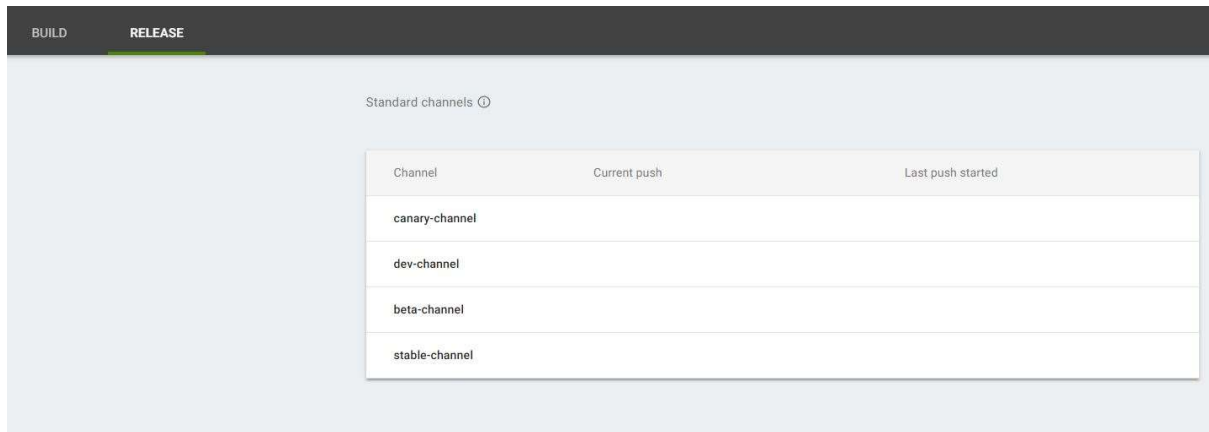 BUILD RELEASE
Standard channels
Channel Current push Last push started
canary-channel
dev-channel
beta-channel
stable-channel